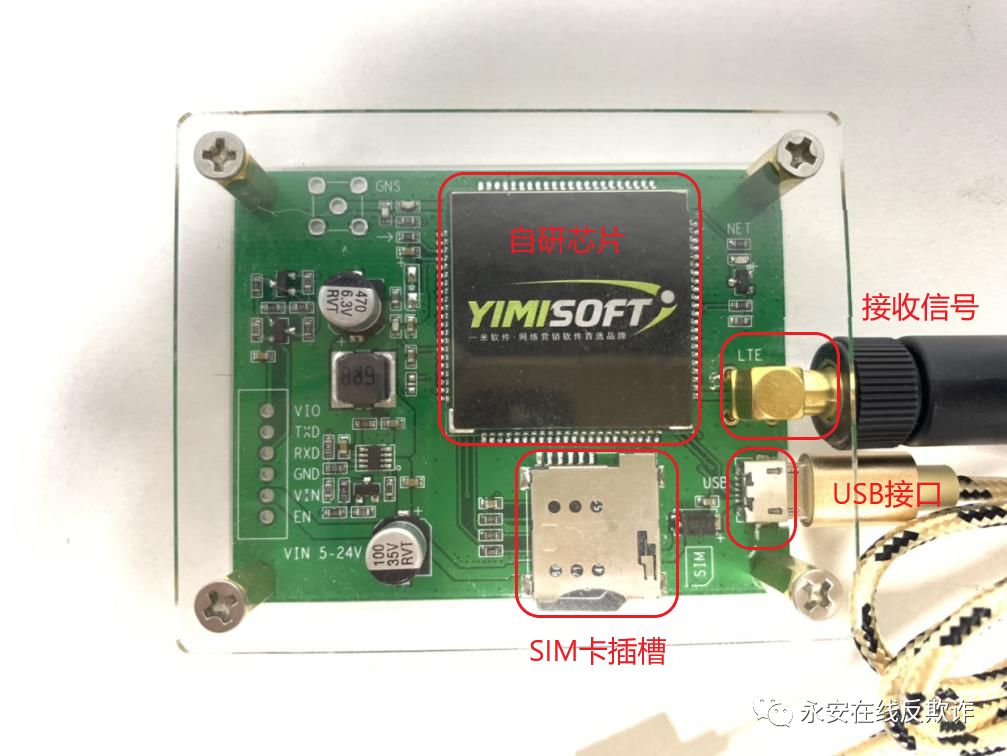 GNS
自研芯片
NET
470
6.3V
RVT
YIMISOFT
一米软件·网络营销软件首选品牌
接收信号
LTE
5R8
VIO
TXD
RXD
GND
VIN
EN
USB
USB接口
VIN 5-24V
100
35V
RVT
SIM
SIM卡插槽
永安在线反欺诈